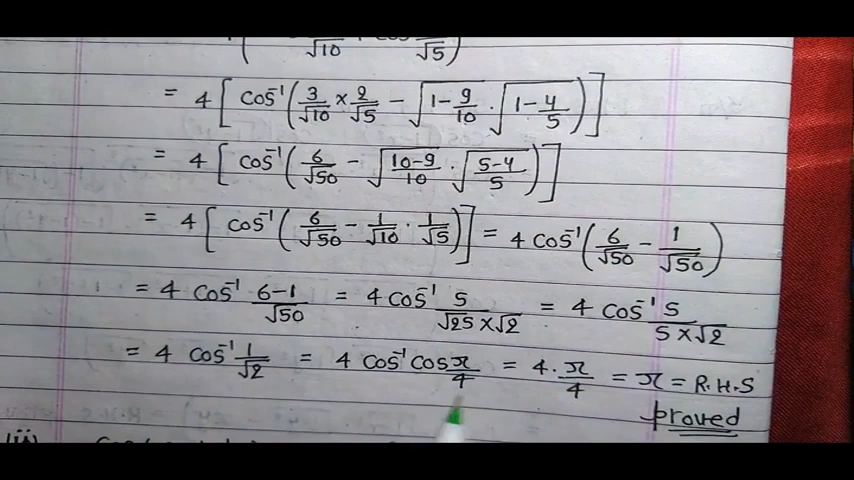 √10 √5)
= 4[cos⁻¹(3/√10 × 2/√5 − √(1−9/10) · √(1−4/5))]
= 4[cos⁻¹(6/√50 − √((10−9)/10) · √((5−4)/5))]
= 4[cos⁻¹(6/√50 − 1/√10 · 1/√5)] = 4 cos⁻¹(6/√50 − 1/√50)
= 4 cos⁻¹ (6−1)/√50 = 4 cos⁻¹ 5/(√25 × √2) = 4 cos⁻¹ 5/(5×√2)
= 4 cos⁻¹ 1/√2 = 4 cos⁻¹ cos π/4 = 4 · π/4 = π = R.H.S
proved